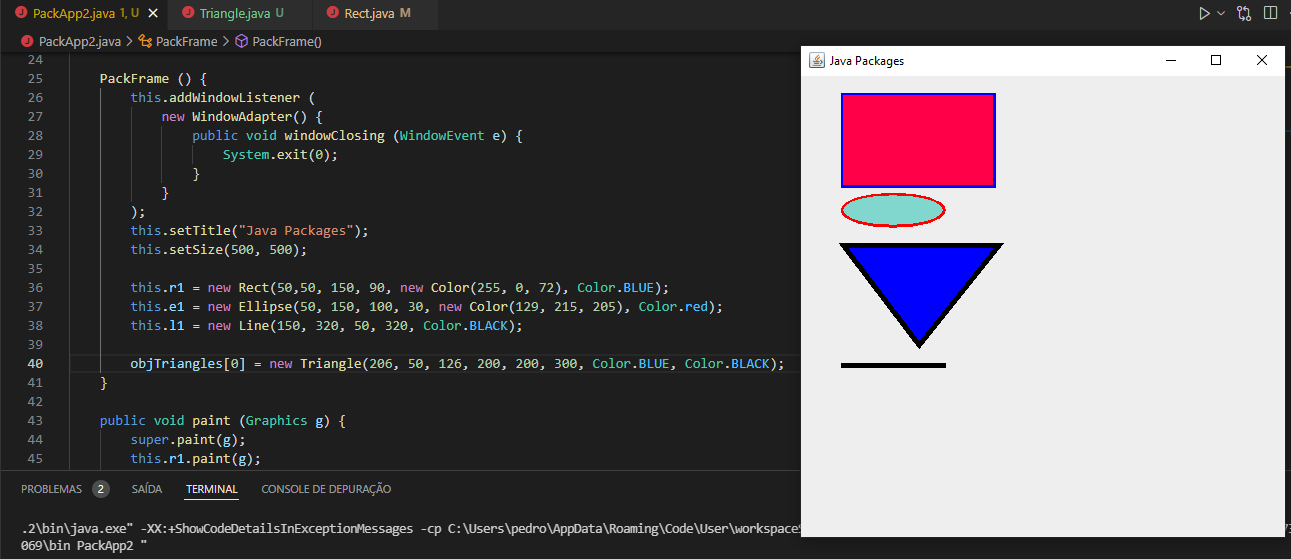 PackApp2.java 1, U
Triangle.java U
Rect.java M
PackApp2.java > PackFrame > PackFrame()
Java Packages
24
25 PackFrame () {
26 this.addWindowListener (
27 new WindowAdapter() {
28 public void windowClosing (WindowEvent e) {
29 System.exit(0);
30 }
31 }
32 );
33 this.setTitle("Java Packages");
34 this.setSize(500, 500);
35
36 this.r1 = new Rect(50,50, 150, 90, new Color(255, 0, 72), Color.BLUE);
37 this.e1 = new Ellipse(50, 150, 100, 30, new Color(129, 215, 205), Color.red);
38 this.l1 = new Line(150, 320, 50, 320, Color.BLACK);
39
40 objTriangles[0] = new Triangle(206, 50, 126, 200, 200, 300, Color.BLUE, Color.BLACK);
41 }
42
43 public void paint (Graphics g) {
44 super.paint(g);
45 this.r1.paint(g);
PROBLEMAS 2 SAÍDA TERMINAL CONSOLE DE DEPURAÇÃO
.2\bin\java.exe" -XX:+ShowCodeDetailsInExceptionMessages -cp C:\Users\pedro\AppData\Roaming\Code\User\workspace
069\bin PackApp2 "